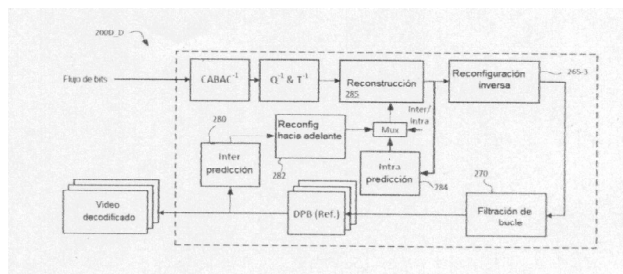 200D_D
Flujo de bits
CABAC⁻¹
Q⁻¹ & T⁻¹
Reconstrucción
285
Reconfiguración
inversa
265-3
Inter/
Intra
Mux
280
Reconfig
hacia adelante
282
Inter
predicción
Intra
predicción
284
270
Filtración de
bucle
DPB (Ref.)
Video
decodificado